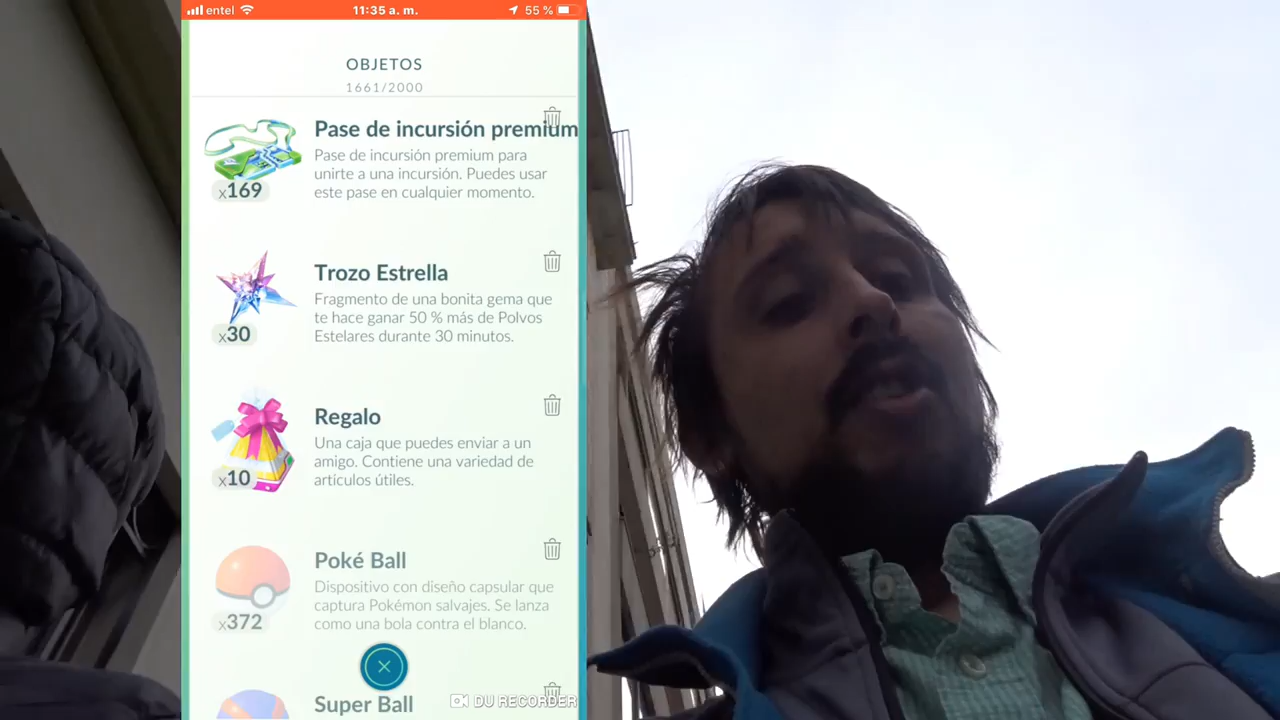 entel 11:35 a. m. 55 %
OBJETOS
1661/2000
Pase de incursión premium
Pase de incursión premium para
unirte a una incursión. Puedes usar
este pase en cualquier momento.
x169
Trozo Estrella
Fragmento de una bonita gema que
te hace ganar 50 % más de Polvos
Estelares durante 30 minutos.
x30
Regalo
Una caja que puedes enviar a un
amigo. Contiene una variedad de
artículos útiles.
x10
Poké Ball
Dispositivo con diseño capsular que
captura Pokémon salvajes. Se lanza
como una bola contra el blanco.
x372
Super Ball
DU RECORDER